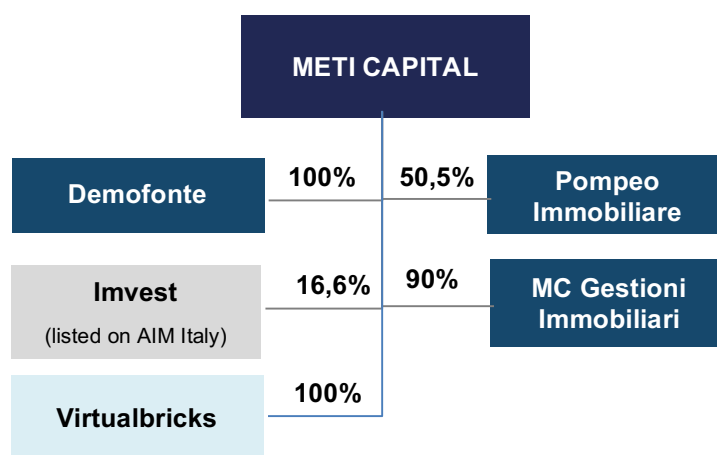 METI CAPITAL
Demofonte
100%
50,5%
Pompeo
Immobiliare
Imvest
(listed on AIM Italy)
16,6%
90%
MC Gestioni
Immobiliari
Virtualbricks
100%